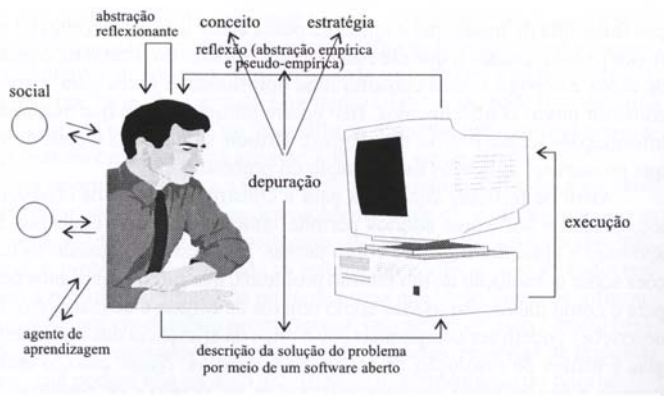 abstração
reflexionante
conceito
estratégia
reflexão (abstração empírica
e pseudo-empírica)
social
depuração
execução
agente de
aprendizagem
descrição da solução do problema
por meio de um software aberto